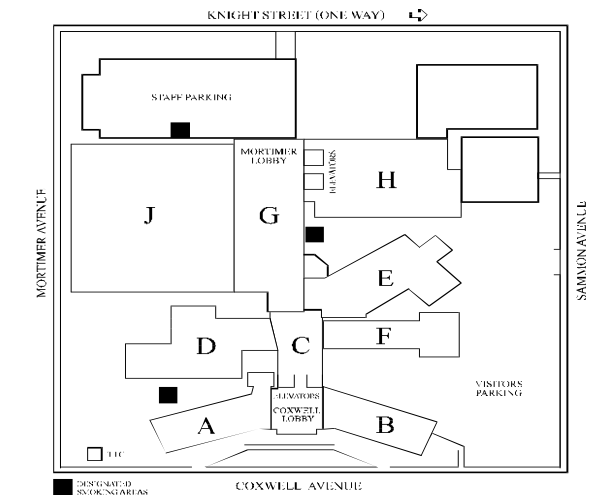 KNIGHT STREET (ONE WAY)
STAFF PARKING
MORTIMER
LOBBY
ELEVATORS
H
J
G
MORTIMER AVENUE
SAMMON AVENUE
E
F
D
C
VISITORS
PARKING
ELEVATORS
COXWELL
LOBBY
A
B
TTC
DESIGNATED
SMOKING AREAS
COXWELL AVENUE